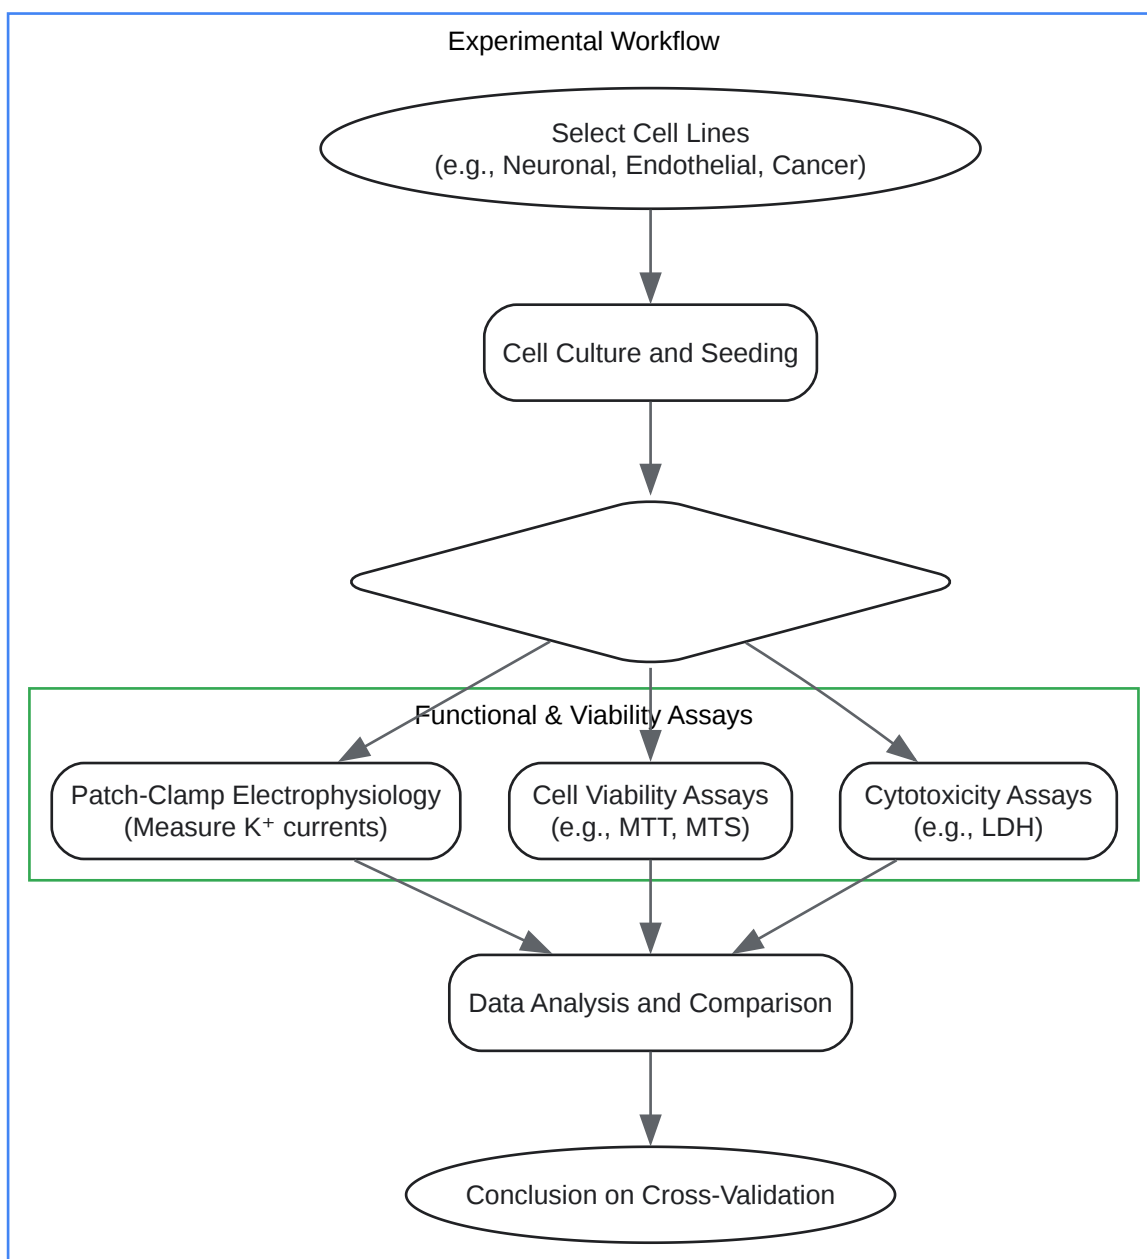 Experimental Workflow
Select Cell Lines
(e.g., Neuronal, Endothelial, Cancer)
Cell Culture and Seeding
Functional & Viability Assays
Patch-Clamp Electrophysiology
(Measure K⁺ currents)
Cell Viability Assays
(e.g., MTT, MTS)
Cytotoxicity Assays
(e.g., LDH)
Data Analysis and Comparison
Conclusion on Cross-Validation